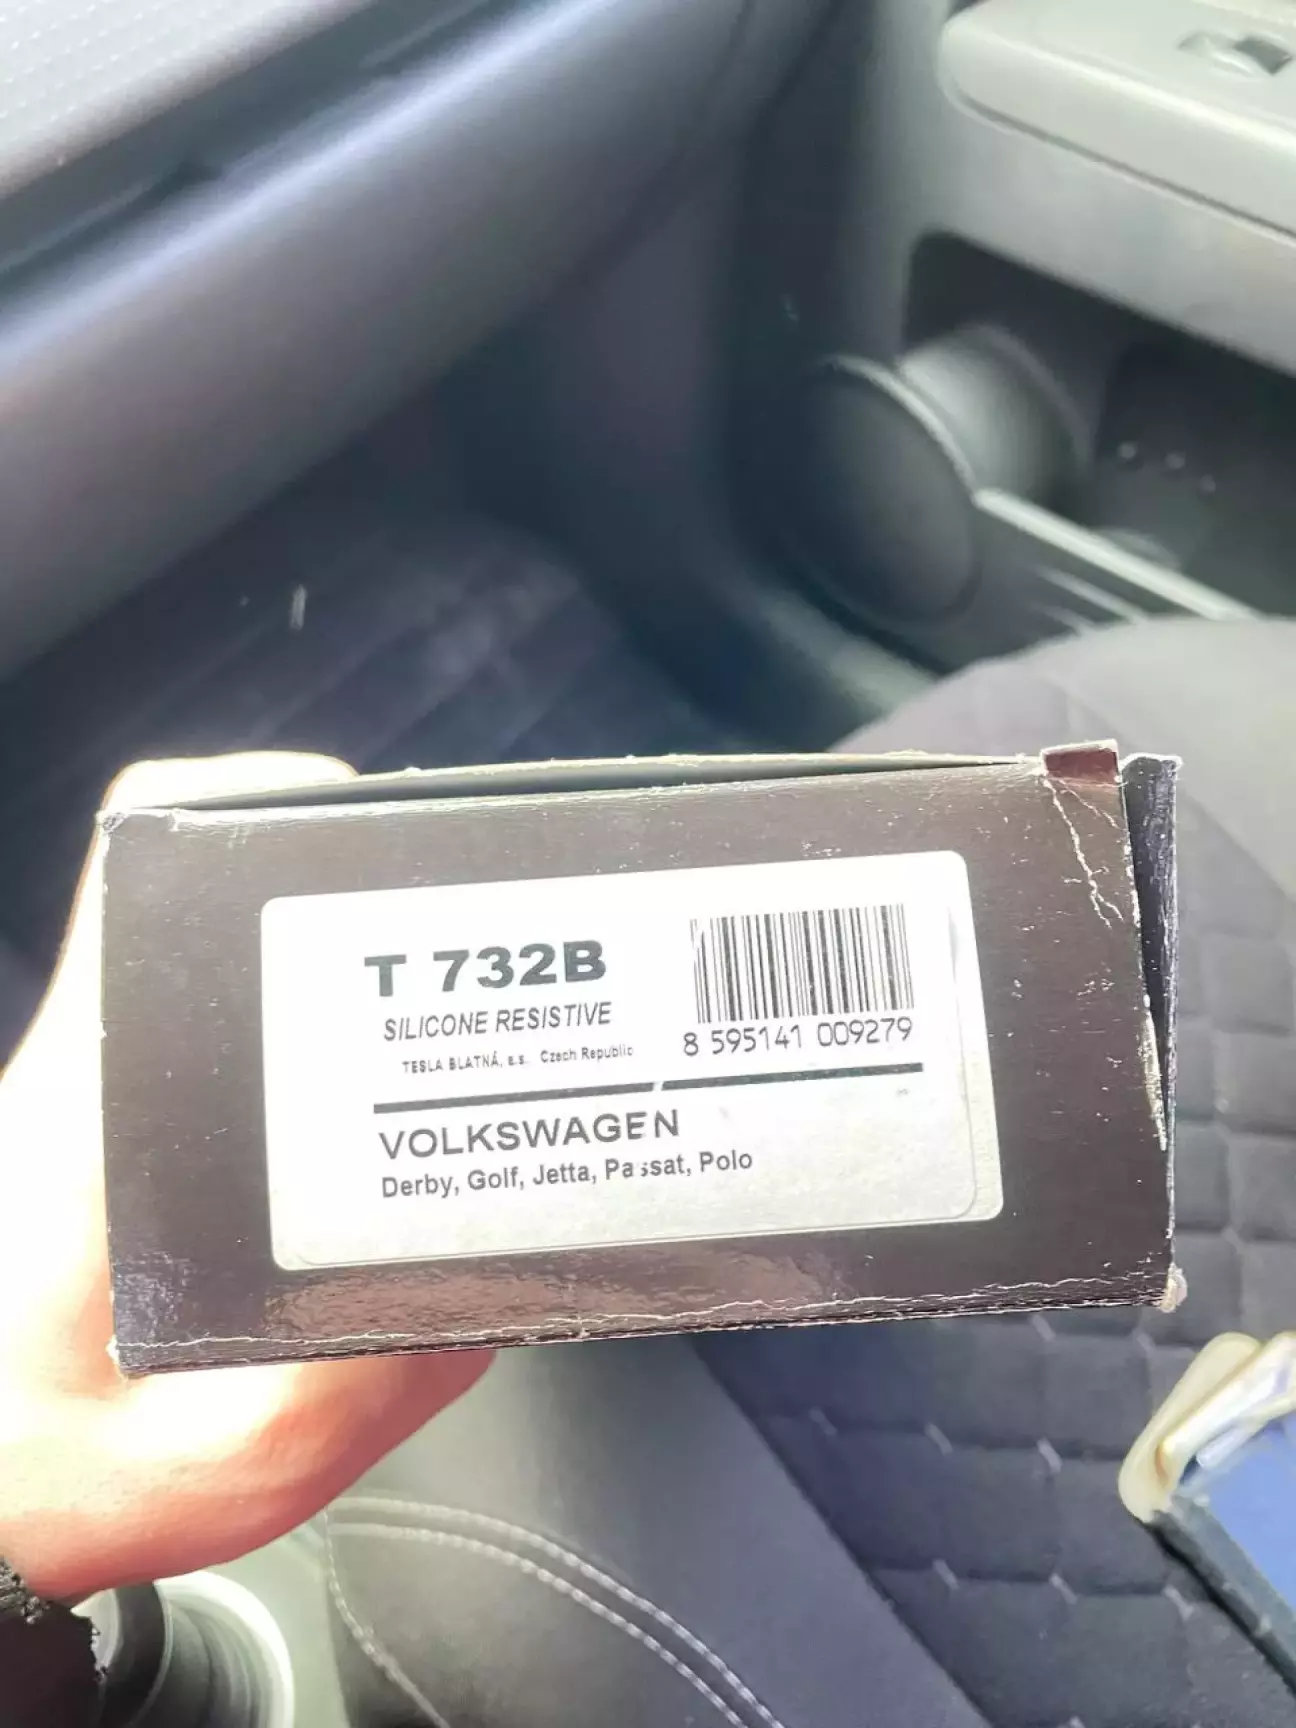 T 732B
SILICONE RESISTIVE
TESLA BLATNÁ, a.s. Czech Republic
8 595141 009279
VOLKSWAGEN
Derby, Golf, Jetta, Passat, Polo